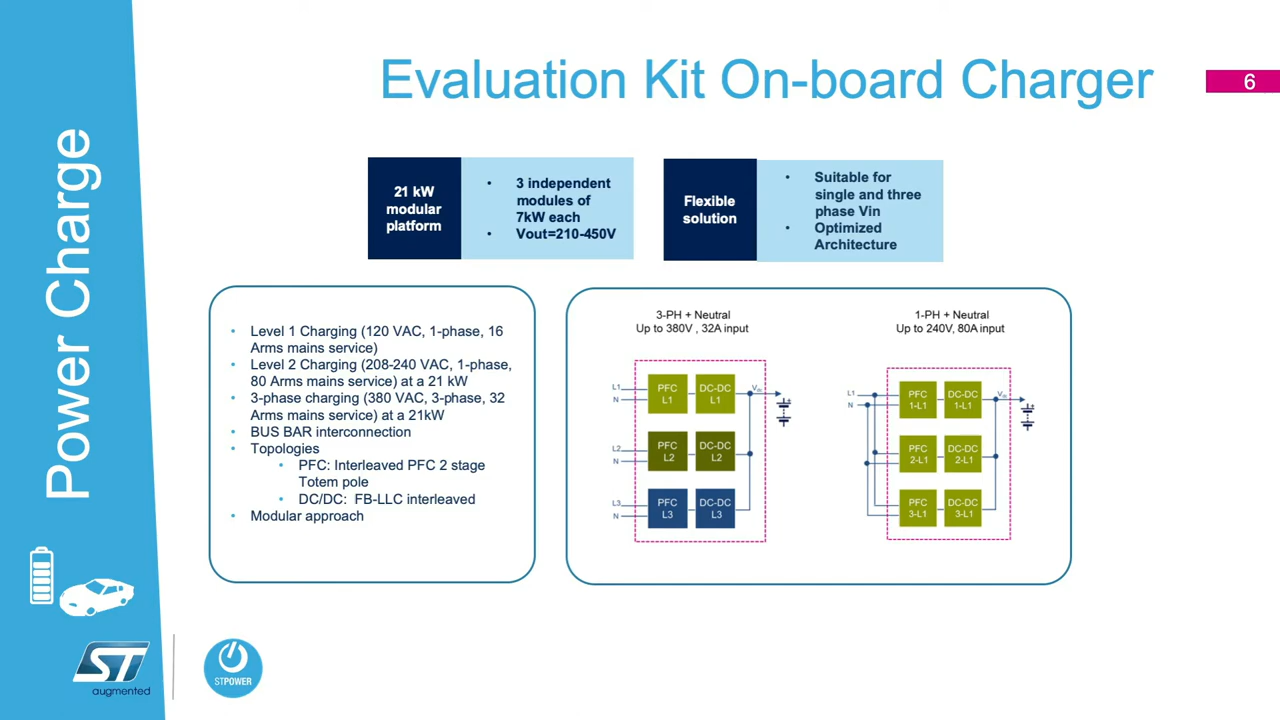 Evaluation Kit On-board Charger
6
Power Charge
21 kW
modular
platform
• 3 independent
modules of
7kW each
• Vout=210-450V
Flexible
solution
• Suitable for
single and three
phase Vin
• Optimized
Architecture
• Level 1 Charging (120 VAC, 1-phase, 16
Arms mains service)
• Level 2 Charging (208-240 VAC, 1-phase,
80 Arms mains service) at a 21 kW
• 3-phase charging (380 VAC, 3-phase, 32
Arms mains service) at a 21kW
• BUS BAR interconnection
• Topologies
• PFC: Interleaved PFC 2 stage
Totem pole
• DC/DC: FB-LLC interleaved
• Modular approach
3-PH + Neutral
Up to 380V , 32A input
L1
N
PFC
L1
DC-DC
L1
L2
N
PFC
L2
DC-DC
L2
L3
N
PFC
L3
DC-DC
L3
1-PH + Neutral
Up to 240V, 80A input
L1
N
PFC
1-L1
DC-DC
1-L1
PFC
2-L1
DC-DC
2-L1
PFC
3-L1
DC-DC
3-L1
ST
augmented
STPOWER